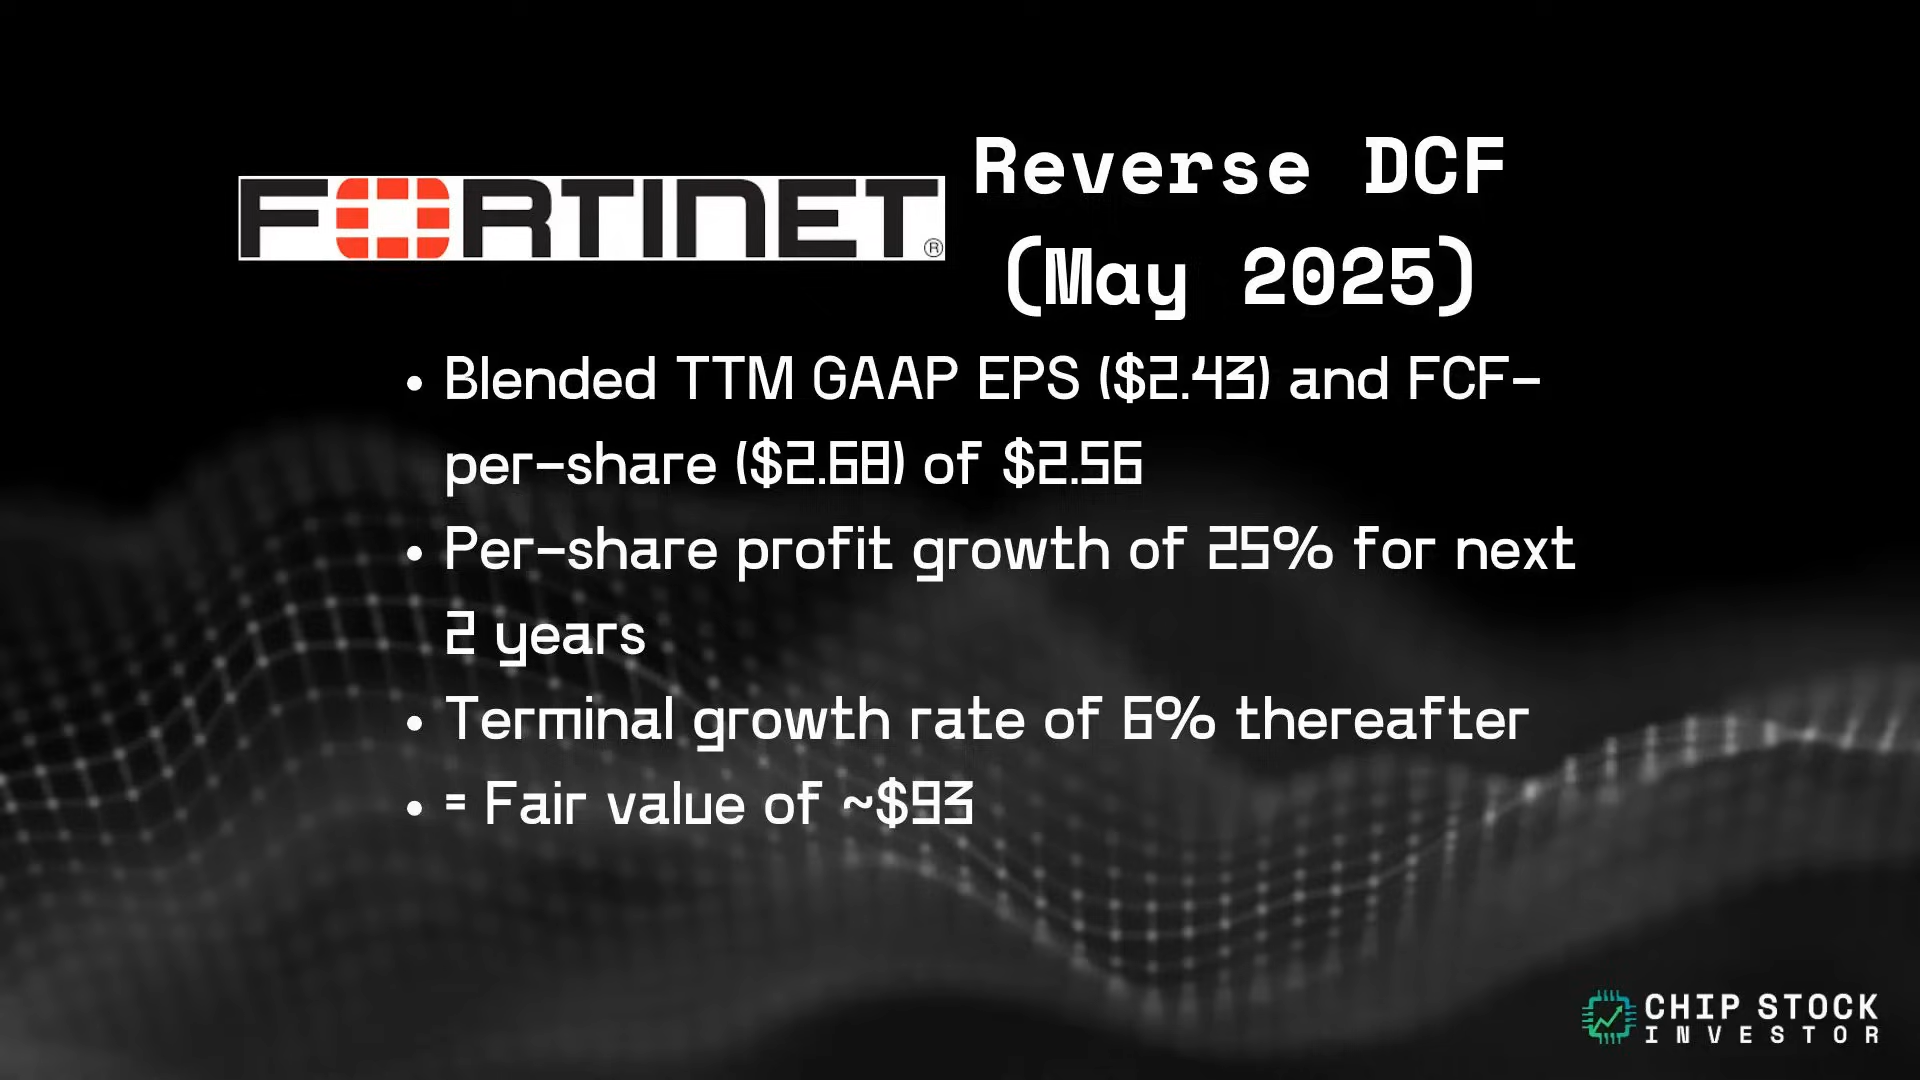 FORTINET®
Reverse DCF
(May 2025)
• Blended TTM GAAP EPS ($2.43) and FCF-
per-share ($2.68) of $2.56
• Per-share profit growth of 25% for next
2 years
• Terminal growth rate of 6% thereafter
• = Fair value of ~$93
CHIP STOCK
INVESTOR